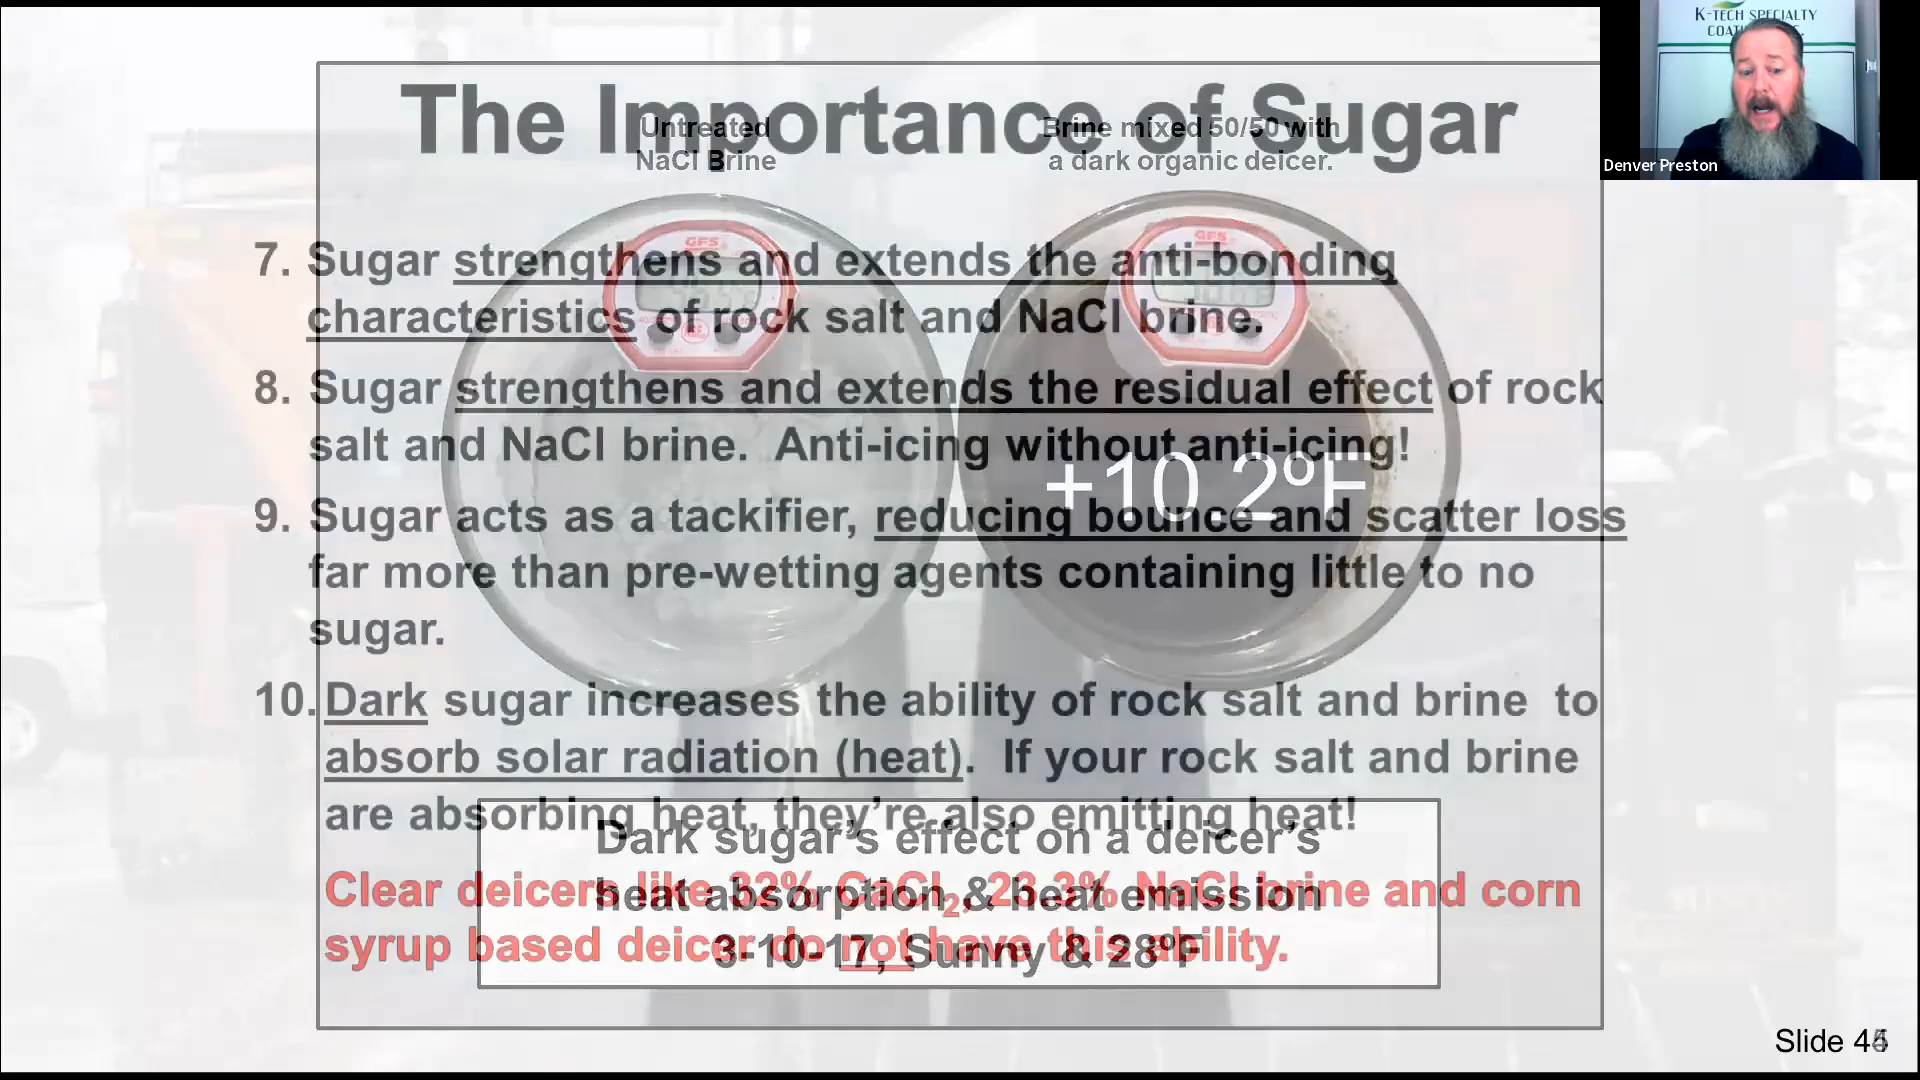 K-TECH SPECIALTY
Denver Preston
The Importance of Sugar
Untreated
NaCl Brine
Brine mixed 50/50 with
a dark organic deicer.
GFS
GFS
7. Sugar strengthens and extends the anti-bonding
characteristics of rock salt and NaCl brine.
8. Sugar strengthens and extends the residual effect of rock
salt and NaCl brine. Anti-icing without anti-icing!
+10.2ºF
9. Sugar acts as a tackifier, reducing bounce and scatter loss
far more than pre-wetting agents containing little to no
sugar.
10. Dark sugar increases the ability of rock salt and brine to
absorb solar radiation (heat). If your rock salt and brine
are absorbing heat, they're also emitting heat!
Clear deicers like 32% CaCl₂, 23.3% NaCl brine and corn
syrup based deicer do not have this ability.
Dark sugar's effect on a deicer's
heat absorption & heat emission
3-10-17, Sunny & 28ºF
Slide